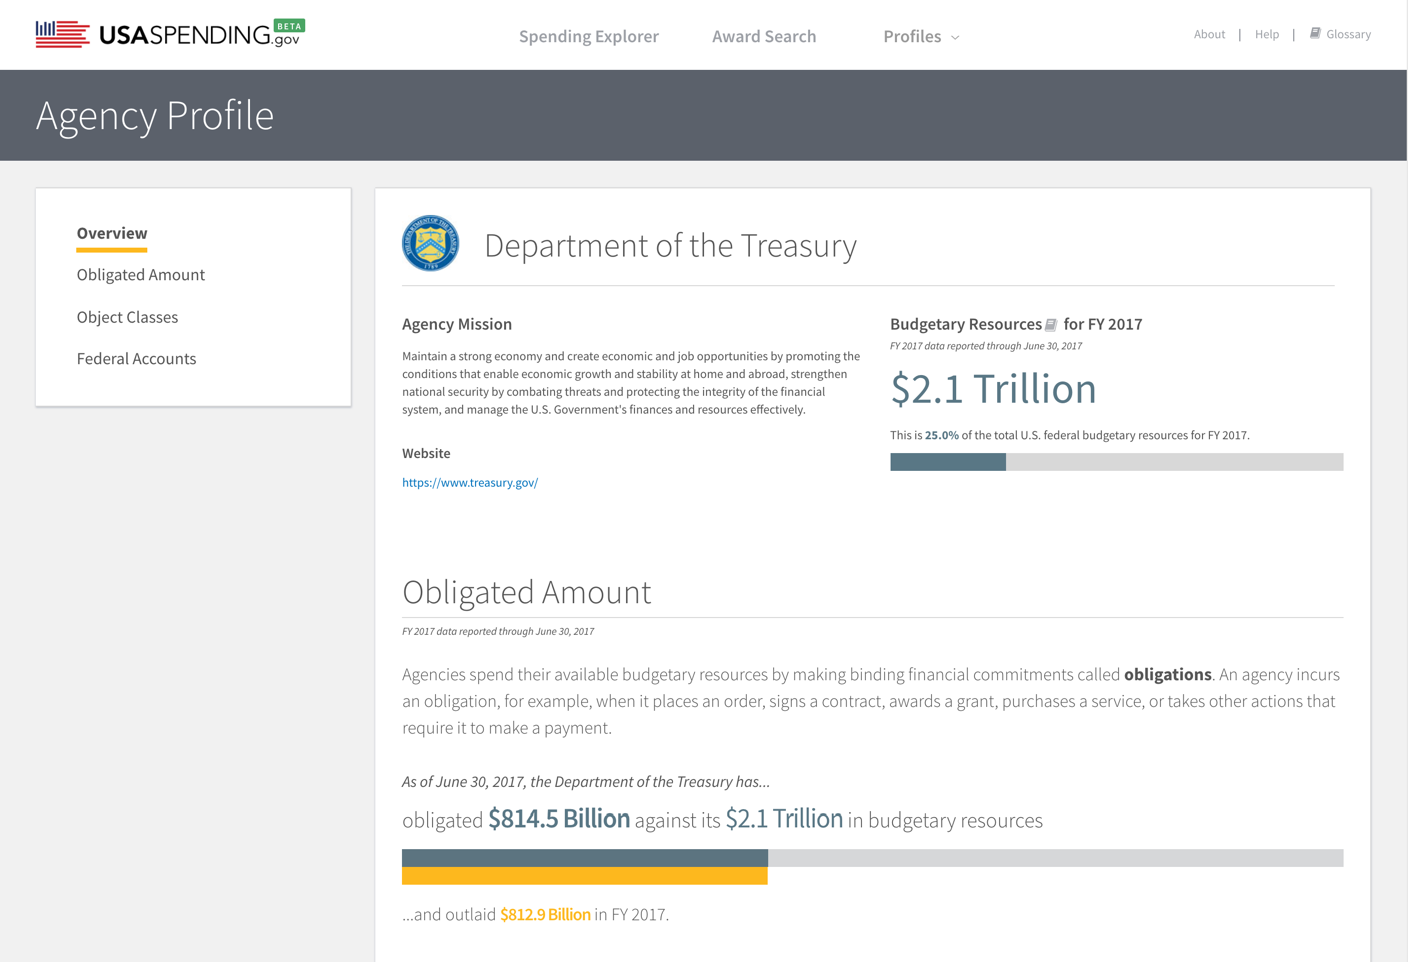 USASPENDING.gov BETA
Spending Explorer Award Search Profiles
About | Help | Glossary
Agency Profile
Overview
Obligated Amount
Object Classes
Federal Accounts
THE DEPARTMENT OF THE TREASURY 1789
Department of the Treasury
Agency Mission
Maintain a strong economy and create economic and job opportunities by promoting the
conditions that enable economic growth and stability at home and abroad, strengthen
national security by combating threats and protecting the integrity of the financial
system, and manage the U.S. Government's finances and resources effectively.
Website
https://www.treasury.gov/
Budgetary Resources for FY 2017
FY 2017 data reported through June 30, 2017
$2.1 Trillion
This is 25.0% of the total U.S. federal budgetary resources for FY 2017.
Obligated Amount
FY 2017 data reported through June 30, 2017
Agencies spend their available budgetary resources by making binding financial commitments called obligations. An agency incurs
an obligation, for example, when it places an order, signs a contract, awards a grant, purchases a service, or takes other actions that
require it to make a payment.
As of June 30, 2017, the Department of the Treasury has...
obligated $814.5 Billion against its $2.1 Trillion in budgetary resources
...and outlaid $812.9 Billion in FY 2017.